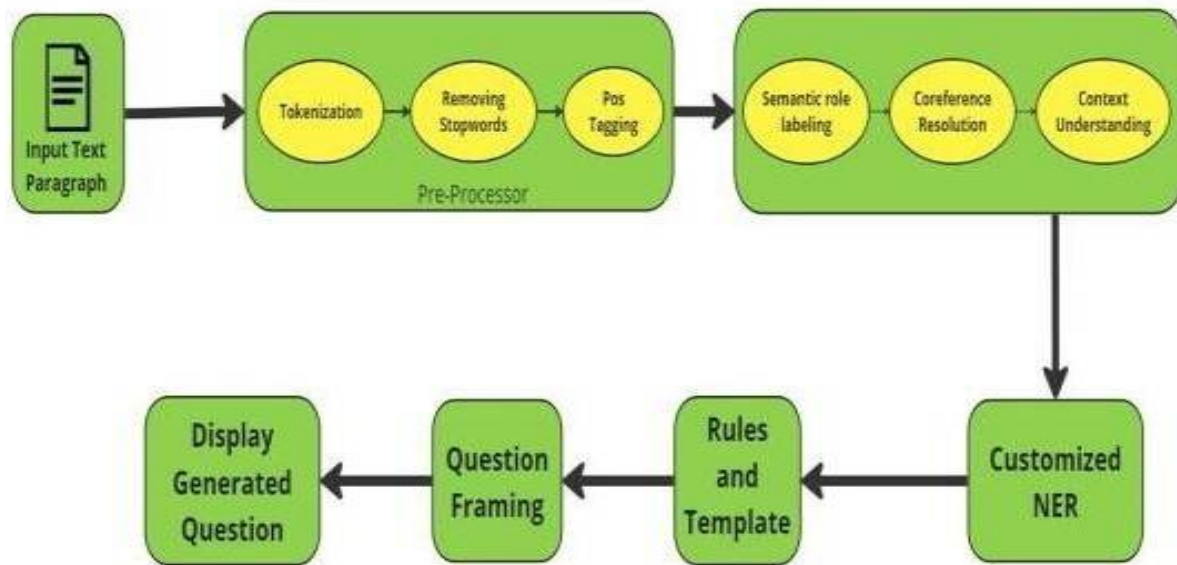 Input Text
Paragraph
Tokenization
Removing
Stopwords
Pos
Tagging
Pre-Processor
Semantic role
labeling
Coreference
Resolution
Context
Understanding
Customized
NER
Rules
and
Template
Question
Framing
Display
Generated
Question